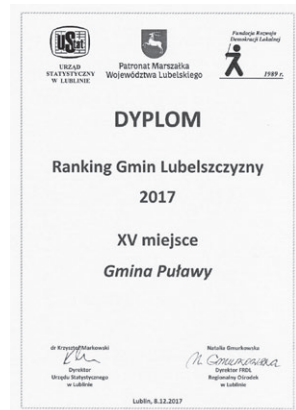 UStat
URZĄD
STATYSTYCZNY
W LUBLINIE
Patronat Marszałka
Województwa Lubelskiego
Fundacja Rozwoju
Demokracji Lokalnej
1989 r.
DYPLOM
Ranking Gmin Lubelszczyzny
2017
XV miejsce
Gmina Puławy
dr Krzysztof Markowski
Dyrektor
Urzędu Statystycznego
w Lublinie
Natalia Gmurkowska
N. Gmurkowska
Dyrektor FRDL
Regionalny Ośrodek
w Lublinie
Lublin, 8.12.2017